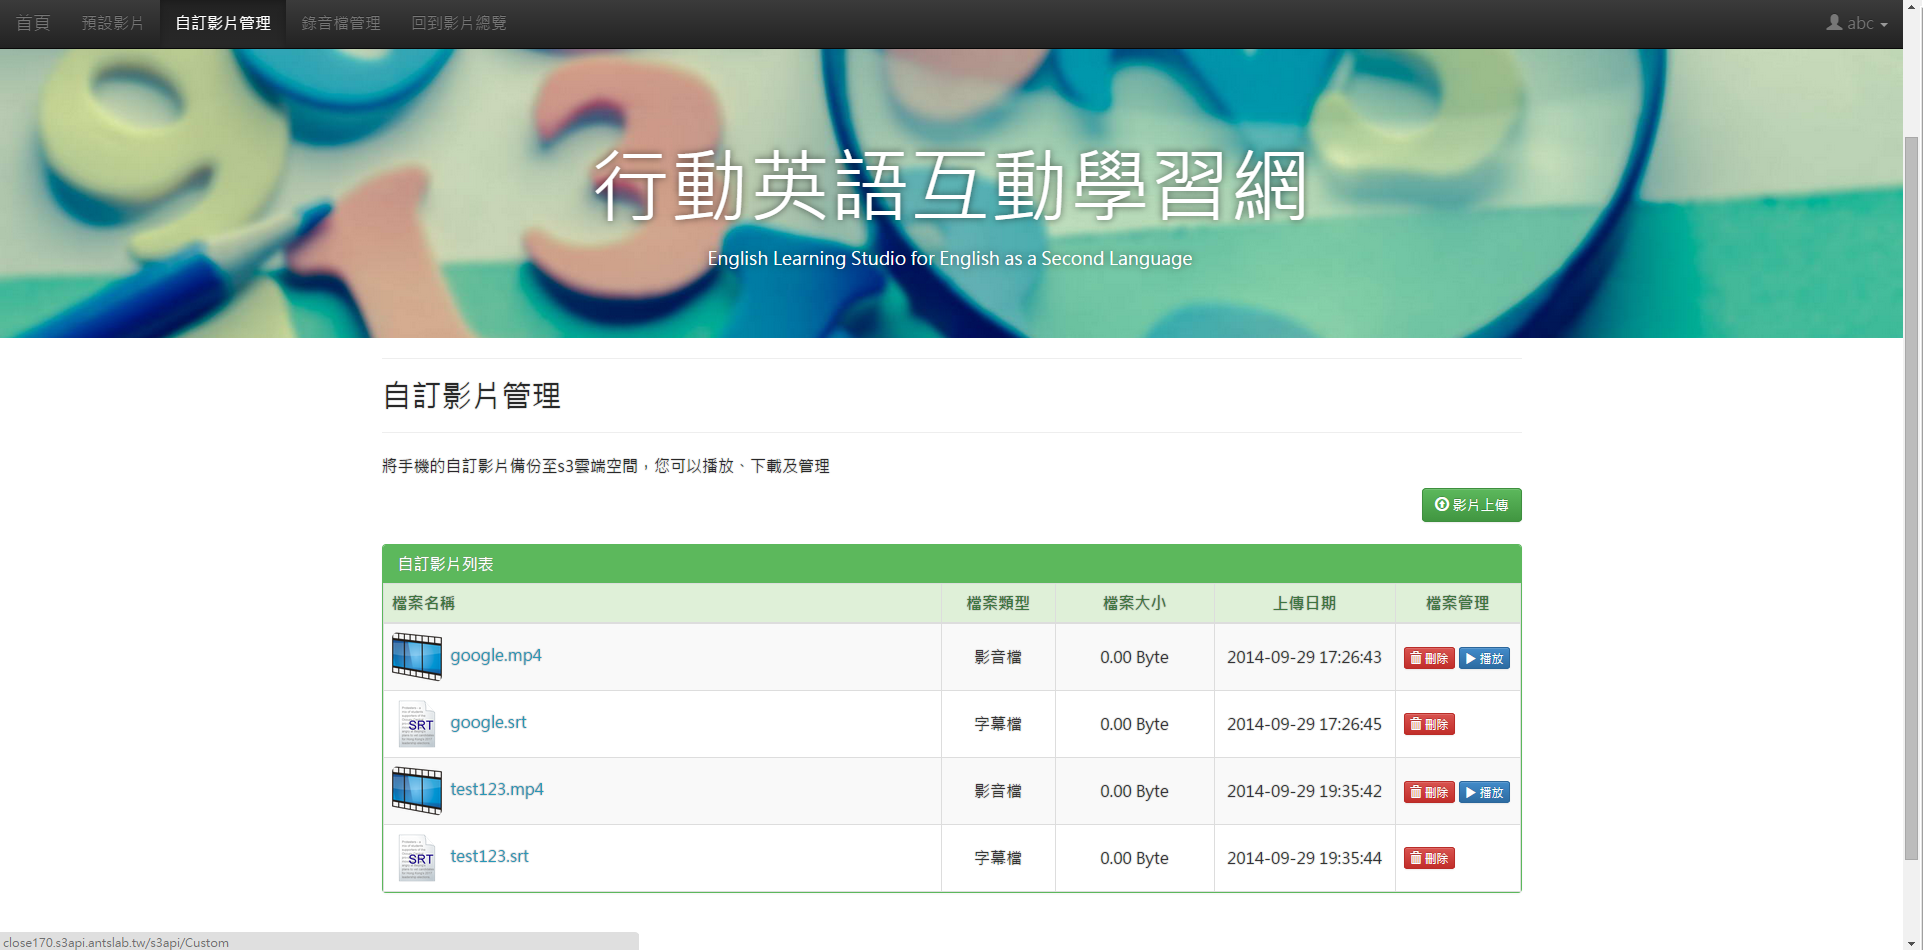 首頁 預設影片 自訂影片管理 錄音檔管理 回到影片總覽 abc
行動英語互動學習網
English Learning Studio for English as a Second Language
自訂影片管理
將手機的自訂影片備份至s3雲端空間，您可以播放、下載及管理
影片上傳
自訂影片列表
檔案名稱 檔案類型 檔案大小 上傳日期 檔案管理
google.mp4 影音檔 0.00 Byte 2014-09-29 17:26:43 刪除 播放
SRT google.srt 字幕檔 0.00 Byte 2014-09-29 17:26:45 刪除
test123.mp4 影音檔 0.00 Byte 2014-09-29 19:35:42 刪除 播放
SRT test123.srt 字幕檔 0.00 Byte 2014-09-29 19:35:44 刪除
close170.s3api.antslab.tw/s3api/Custom